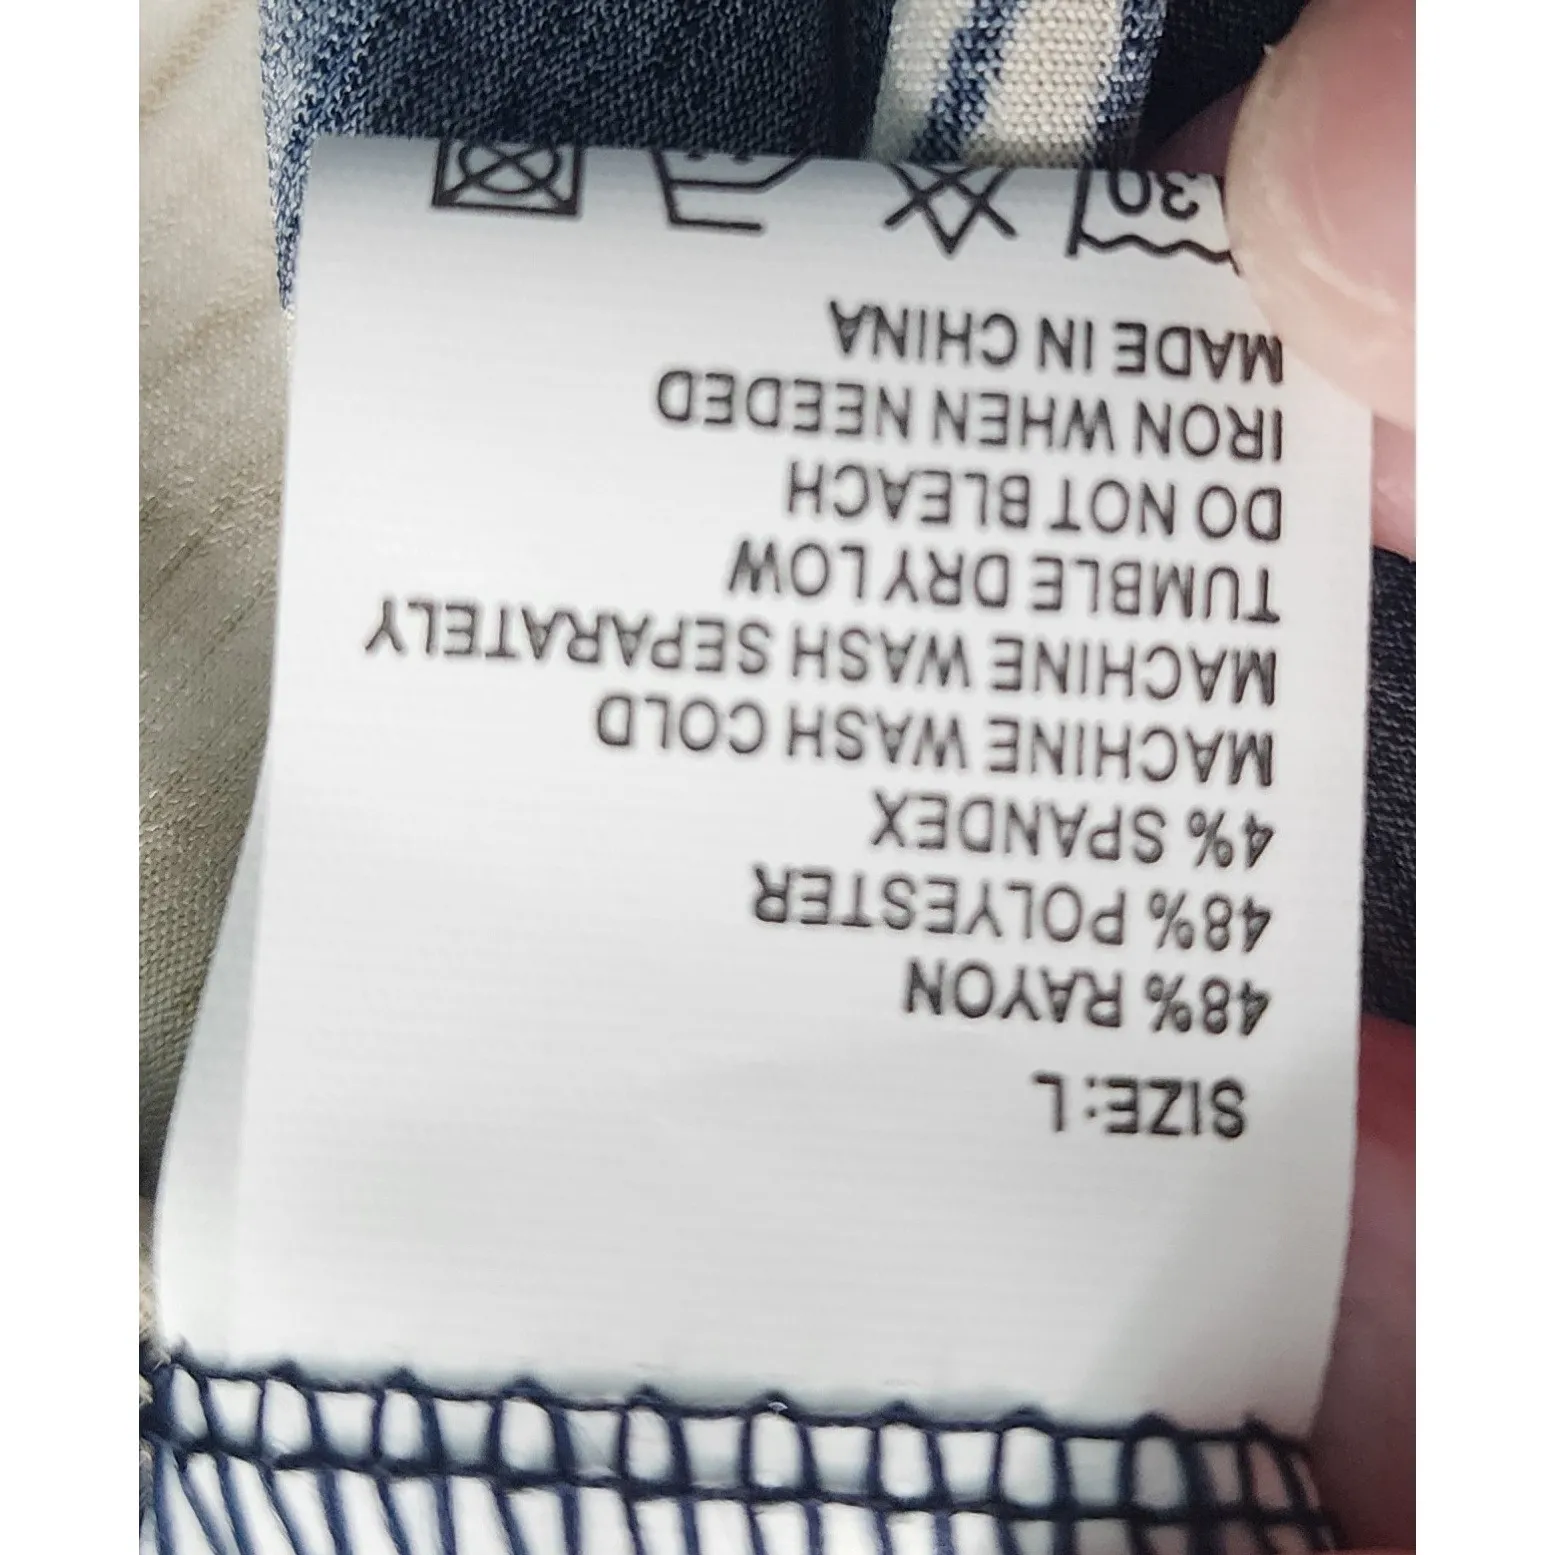 SIZE:L
48% RAYON
48% POLYESTER
4% SPANDEX
MACHINE WASH COLD
MACHINE WASH SEPARATELY
TUMBLE DRY LOW
DO NOT BLEACH
IRON WHEN NEEDED
MADE IN CHINA
30